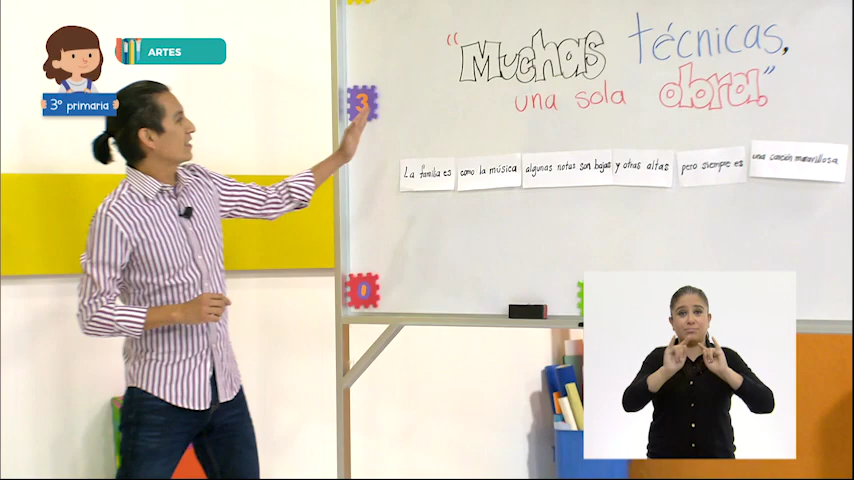 ARTES
3º primaria
"Muchas técnicas,
una sola obra."
La familia es como la música algunas notas son bajas y otras altas pero siempre es una canción maravillosa
3
0